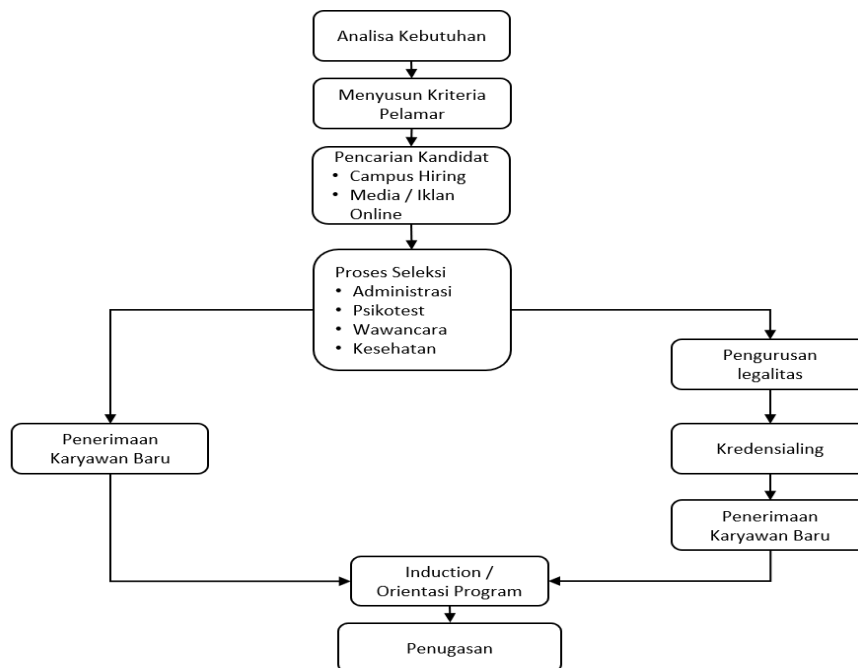 Analisa Kebutuhan
Menyusun Kriteria
Pelamar
Pencarian Kandidat
• Campus Hiring
• Media / Iklan
Online
Proses Seleksi
• Administrasi
• Psikotest
• Wawancara
• Kesehatan
Pengurusan
legalitas
Penerimaan
Karyawan Baru
Kredensialing
Penerimaan
Karyawan Baru
Induction /
Orientasi Program
Penugasan